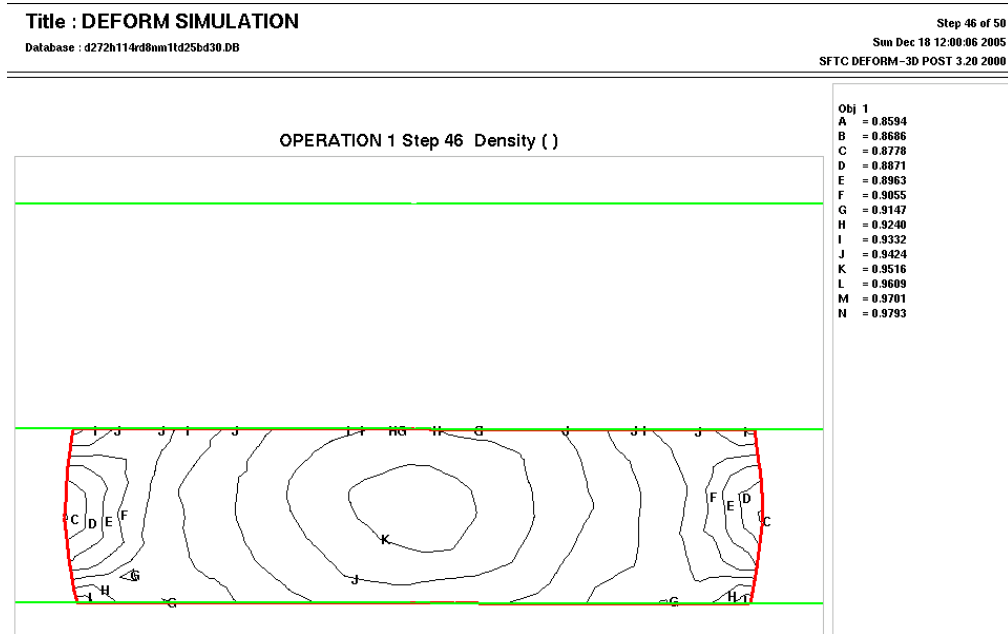 Title : DEFORM SIMULATION
Database : d272h114rd8nm1td25bd30.DB
Step 46 of 50
Sun Dec 18 12:00:06 2005
SFTC DEFORM-3D POST 3.20 2000
OPERATION 1 Step 46 Density ( )
Obj 1
A = 0.8594
B = 0.8686
C = 0.8778
D = 0.8871
E = 0.8963
F = 0.9055
G = 0.9147
H = 0.9240
I = 0.9332
J = 0.9424
K = 0.9516
L = 0.9609
M = 0.9701
N = 0.9793
I J J I J I I H G H G J J I J I
C D E F K F E D C
G J
I H G G H I